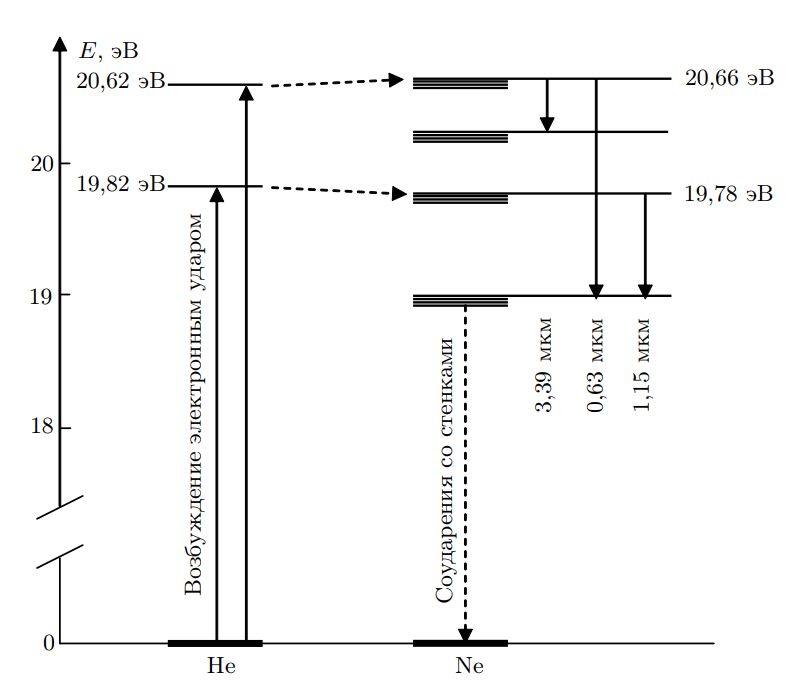 E, эВ
20,62 эВ
20,66 эВ
20
19,82 эВ
19,78 эВ
19
18
0
Возбуждение электронным ударом
Соударения со стенками
3,39 мкм
0,63 мкм
1,15 мкм
He
Ne